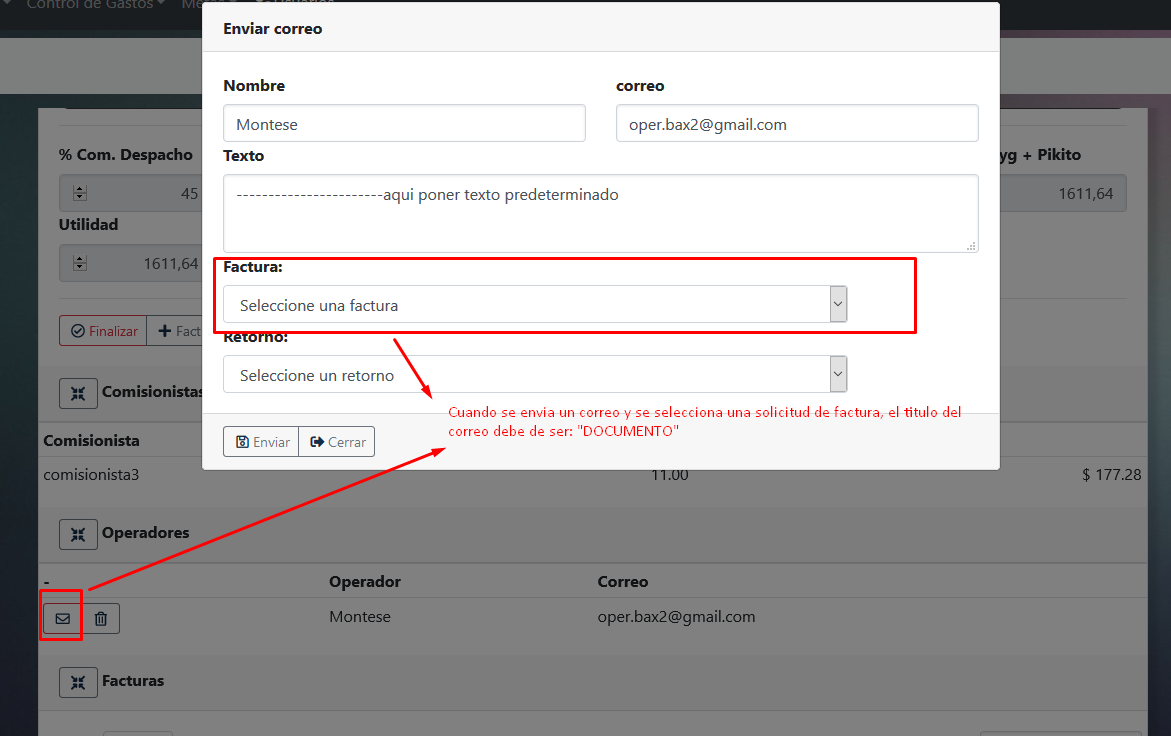 Control de Gastos
Enviar correo
Nombre
correo
Montese
oper.bax2@gmail.com
Texto
-----------------------aqui poner texto predeterminado
% Com. Despacho
yg + Pikito
45
1611,64
Utilidad
1611,64
Factura:
Seleccione una factura
Finalizar
Fact
Retorno:
Seleccione un retorno
Cuando se envia un correo y se selecciona una solicitud de factura, el titulo del
correo debe de ser: "DOCUMENTO"
Enviar
Cerrar
Comisionistas
Comisionista
comisionista3
11.00
$ 177.28
Operadores
-
Operador
Correo
Montese
oper.bax2@gmail.com
Facturas